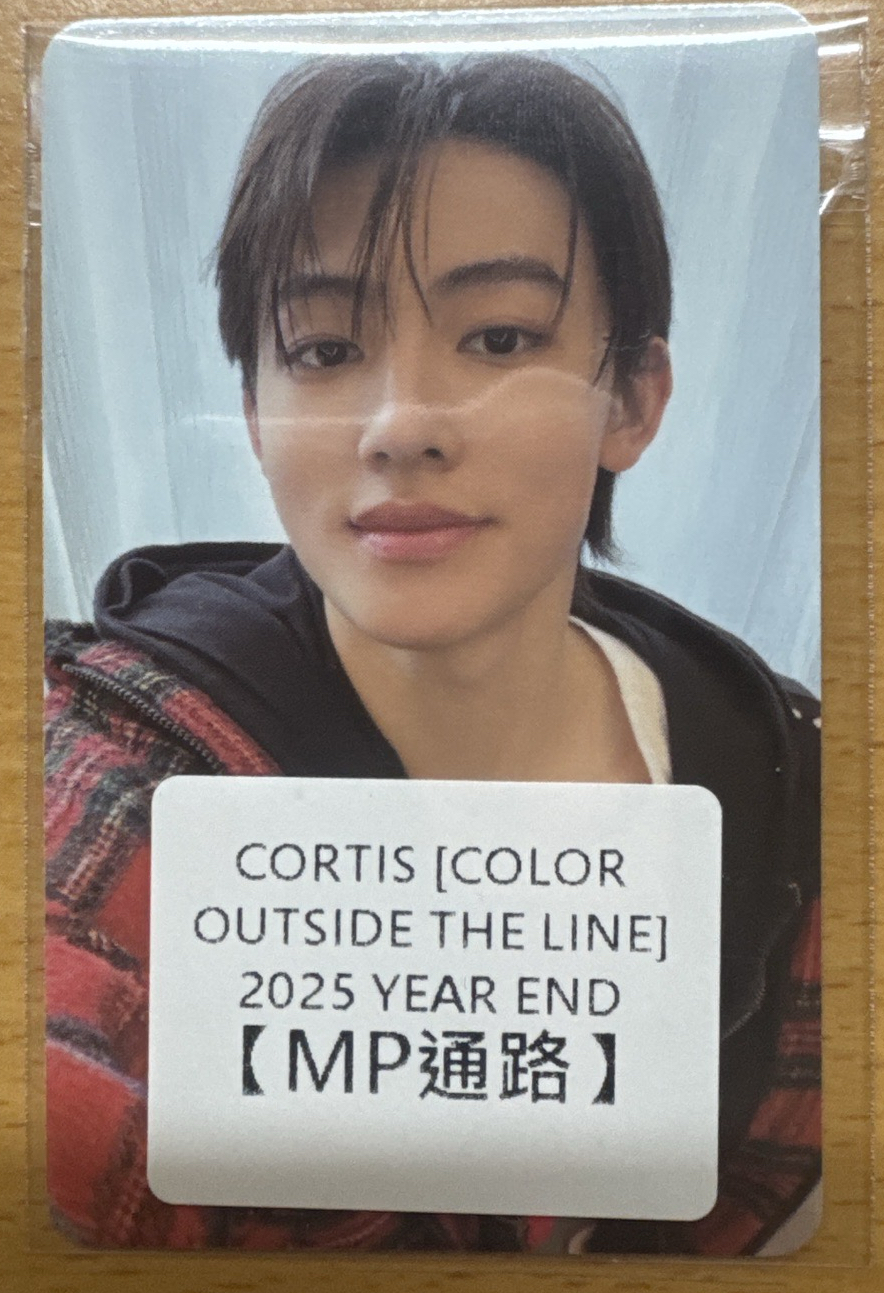 CORTIS [COLOR
OUTSIDE THE LINE]
2025 YEAR END
【MP通路】